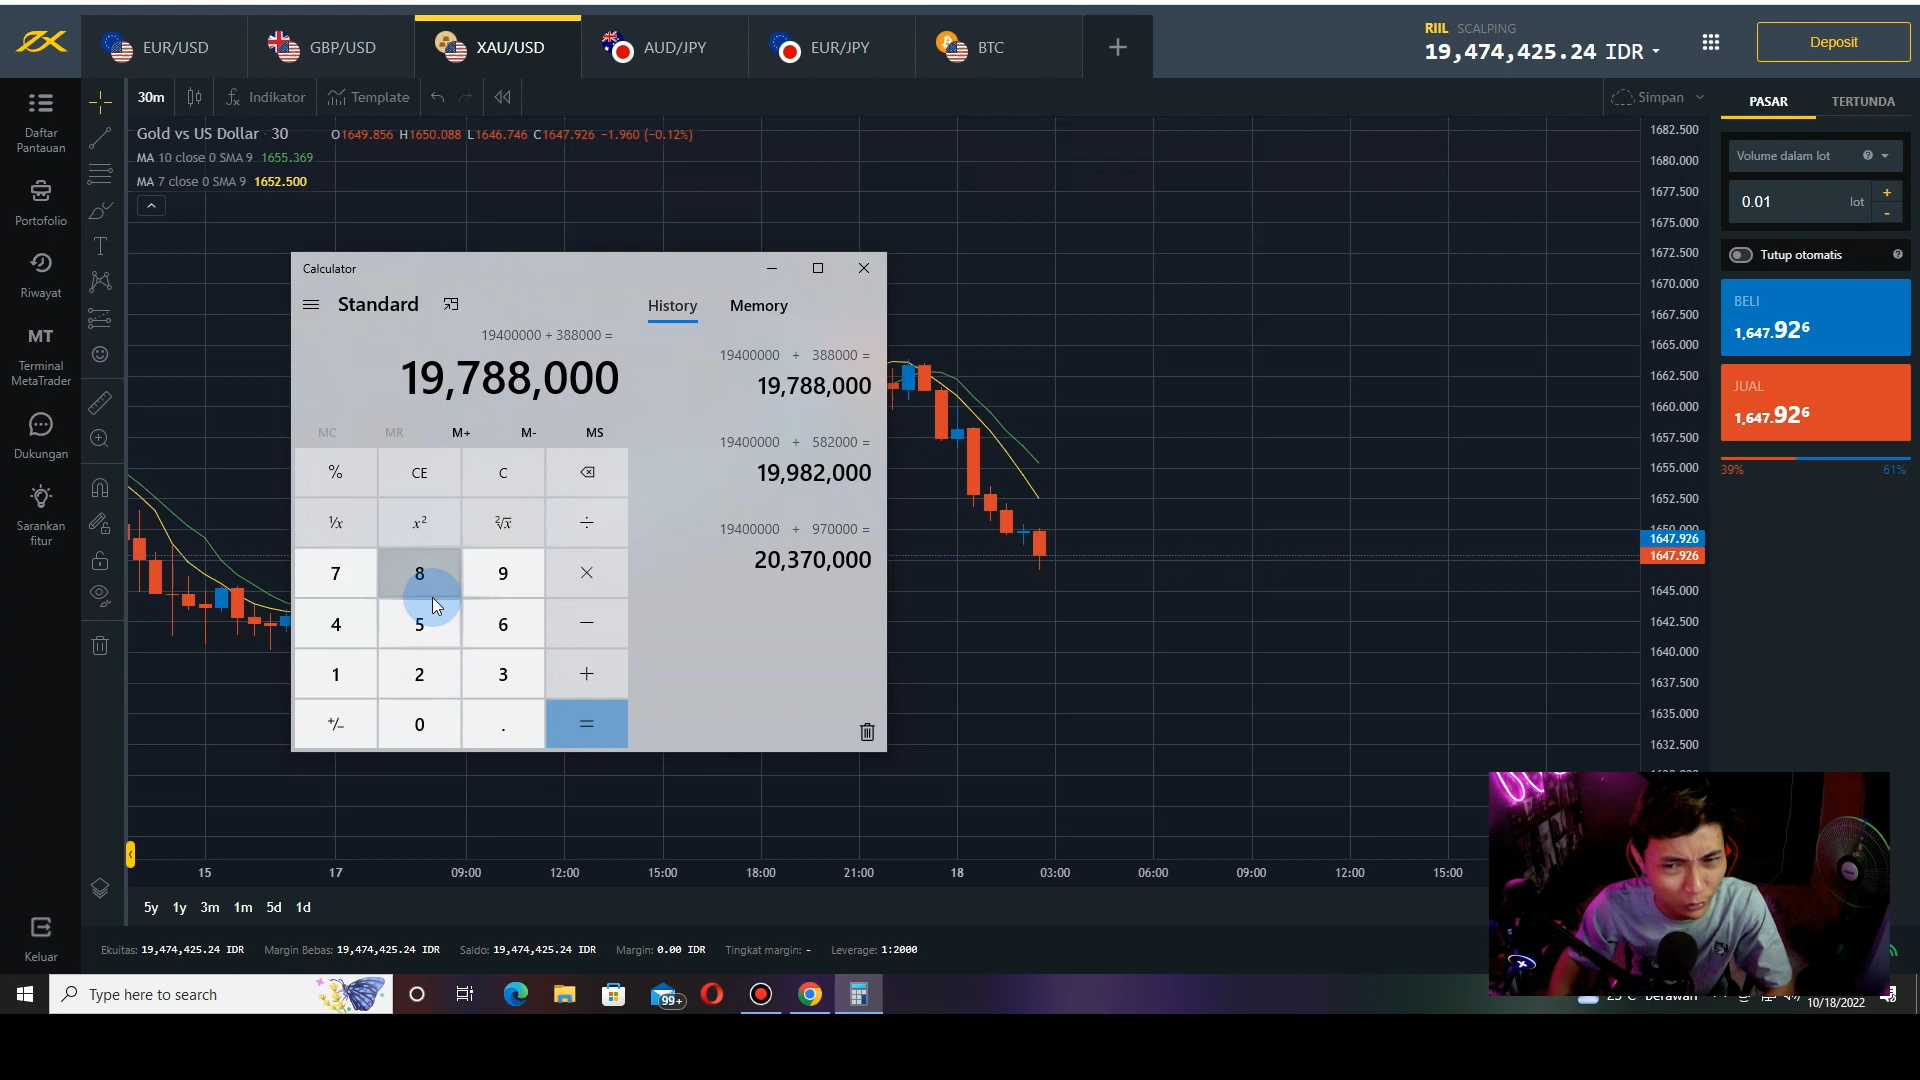 EUR/USD
GBP/USD
XAU/USD
AUD/JPY
EUR/JPY
BTC
RIIL SCALPING
19,474,425.24 IDR
Deposit
30m
Indikator
Template
Simpan
PASAR
TERTUNDA
Daftar
Pantauan
Portofolio
Riwayat
MT
Terminal
MetaTrader
Dukungan
Sarankan
fitur
Keluar
Gold vs US Dollar · 30
O1649.856 H1650.088 L1646.746 C1647.926 −1.960 (−0.12%)
MA 10 close 0 SMA 9 1655.369
MA 7 close 0 SMA 9 1652.500
Calculator
Standard
19400000 + 388000 =
19,788,000
MC
MR
M+
M-
MS
%
CE
C
¹/x
x²
²√x
÷
7
8
9
×
4
5
6
−
1
2
3
+
+/−
0
.
=
History
Memory
19400000 + 388000 =
19,788,000
19400000 + 582000 =
19,982,000
19400000 + 970000 =
20,370,000
1682.500
1680.000
1677.500
1675.000
1672.500
1670.000
1667.500
1665.000
1662.500
1660.000
1657.500
1655.000
1652.500
1650.000
1647.926
1647.926
1645.000
1642.500
1640.000
1637.500
1635.000
1632.500
Volume dalam lot
0.01 lot
+
-
Tutup otomatis
BELI
1,647.92⁶
JUAL
1,647.92⁶
39%
61%
15
17
09:00
12:00
15:00
18:00
21:00
18
03:00
06:00
09:00
12:00
15:00
5y 1y 3m 1m 5d 1d
Ekuitas: 19,474,425.24 IDR
Margin Bebas: 19,474,425.24 IDR
Saldo: 19,474,425.24 IDR
Margin: 0.00 IDR
Tingkat margin: -
Leverage: 1:2000
Type here to search
99+
10/18/2022